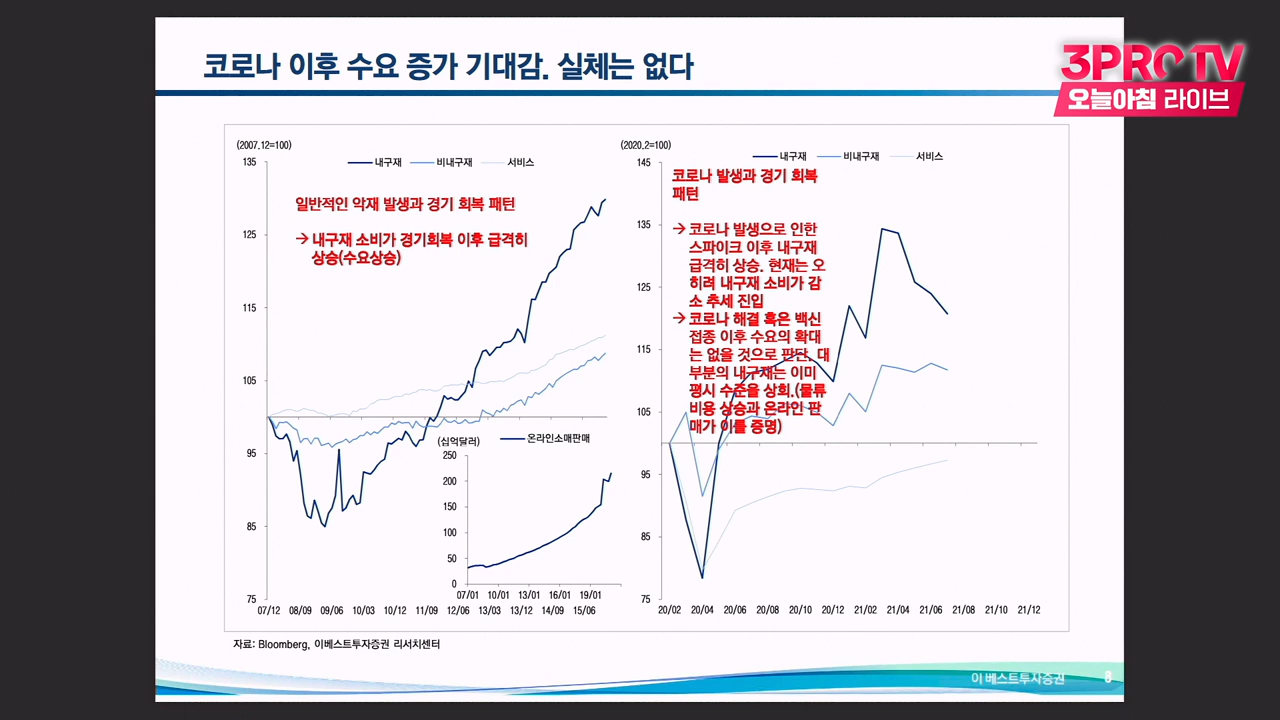 코로나 이후 수요 증가 기대감. 실체는 없다
3PRO TV
오늘아침 라이브
(2007.12=100)
내구재 비내구재 서비스
135
125
115
105
95
85
75
07/12 08/09 09/06 10/03 10/12 11/09 12/06 13/03 13/12 14/09 15/06
일반적인 악재 발생과 경기 회복 패턴
→ 내구재 소비가 경기회복 이후 급격히
상승(수요상승)
(십억달러)
온라인소매판매
250
200
150
100
50
0
07/01 10/01 13/01 16/01 19/01
(2020.2=100)
내구재 비내구재 서비스
145
135
125
115
105
95
85
75
20/02 20/04 20/06 20/08 20/10 20/12 21/02 21/04 21/06 21/08 21/10 21/12
코로나 발생과 경기 회복
패턴
→ 코로나 발생으로 인한
스파이크 이후 내구재
급격히 상승. 현재는 오
히려 내구재 소비가 감
소 추세 진입
→ 코로나 해결 혹은 백신
접종 이후 수요의 확대
는 없을 것으로 판단. 대
부분의 내구재는 이미
평시 수준을 상회.(물류
비용 상승과 온라인 판
매가 이를 증명)
자료: Bloomberg, 이베스트투자증권 리서치센터
이베스트투자증권 8